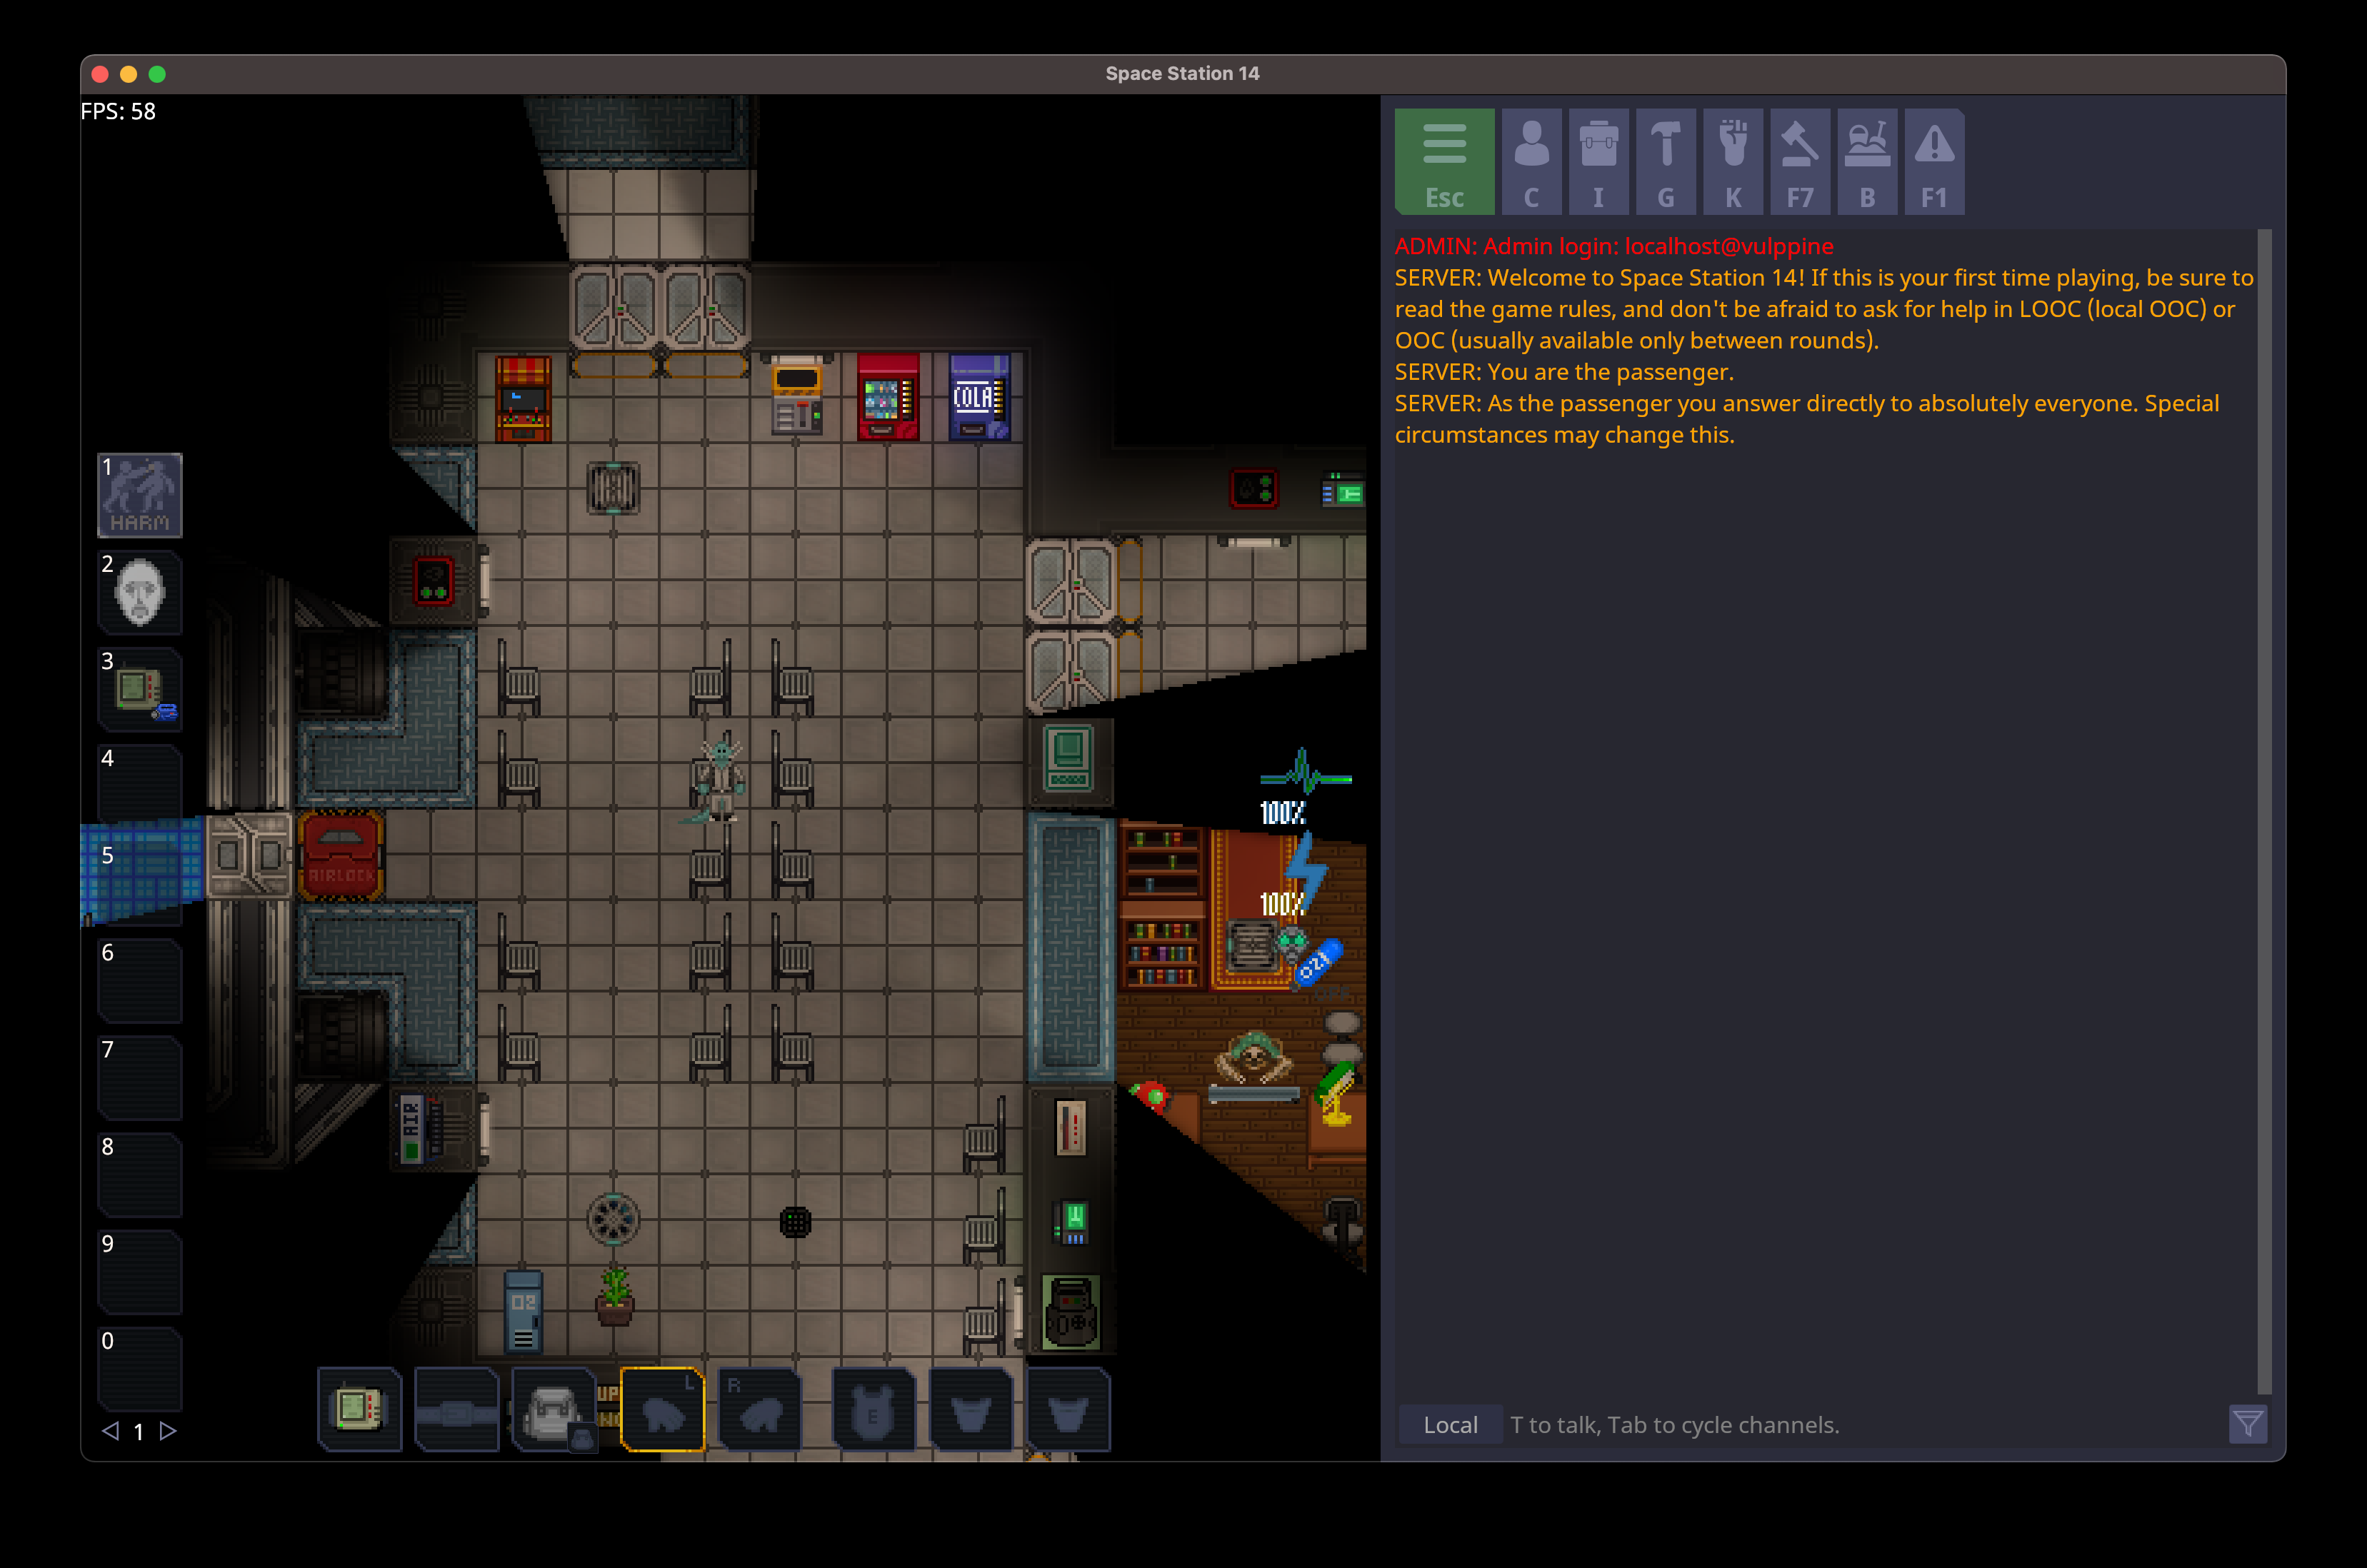 Space Station 14
FPS: 58
Esc
C
I
G
K
F7
B
F1
ADMIN: Admin login: localhost@vulppine
SERVER: Welcome to Space Station 14! If this is your first time playing, be sure to
read the game rules, and don't be afraid to ask for help in LOOC (local OOC) or
OOC (usually available only between rounds).
SERVER: You are the passenger.
SERVER: As the passenger you answer directly to absolutely everyone. Special
circumstances may change this.
COLA
1
HARM
2
3
4
5
6
7
8
9
0
1
AIRLOCK
AIR
O2
100%
100%
O2
L
R
E
Local
T to talk, Tab to cycle channels.